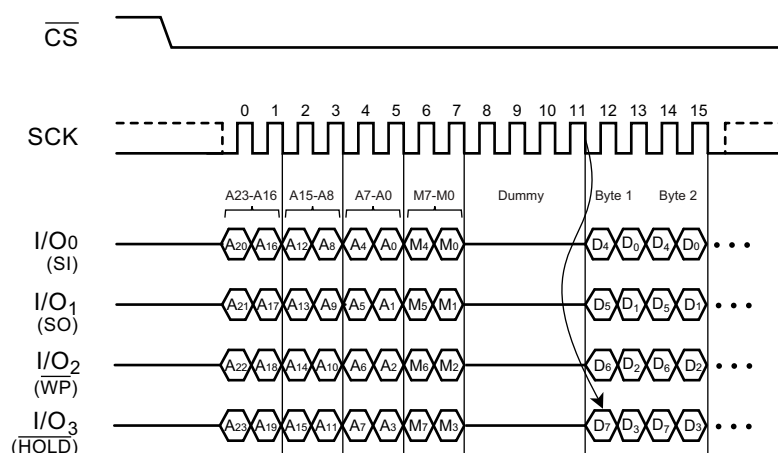 CS
0 1 2 3 4 5 6 7 8 9 10 11 12 13 14 15
SCK
A23-A16 A15-A8 A7-A0 M7-M0 Dummy Byte 1 Byte 2
I/O0 A20 A16 A12 A8 A4 A0 M4 M0 D4 D0 D4 D0
(SI)
I/O1 A21 A17 A13 A9 A5 A1 M5 M1 D5 D1 D5 D1
(SO)
I/O2 A22 A18 A14 A10 A6 A2 M6 M2 D6 D2 D6 D2
(WP)
I/O3 A23 A19 A15 A11 A7 A3 M7 M3 D7 D3 D7 D3
(HOLD)